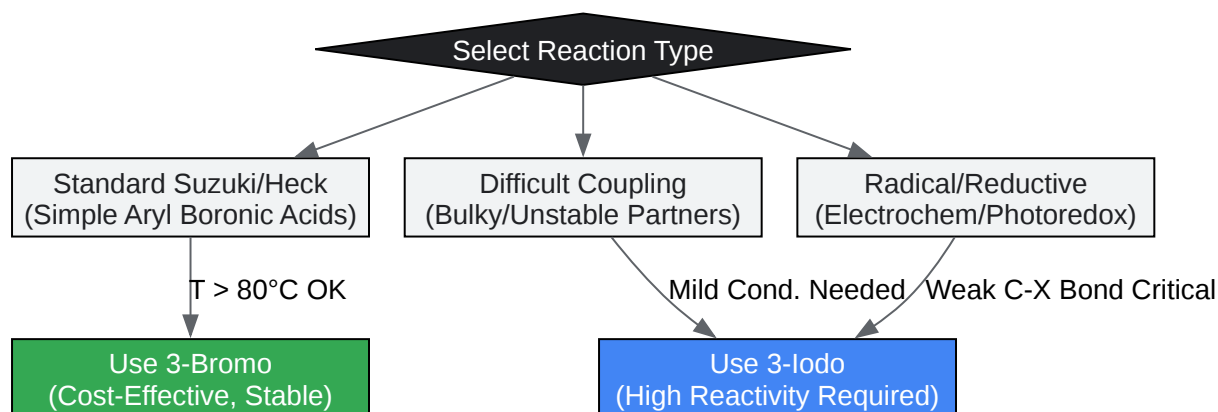 Select Reaction Type
Standard Suzuki/Heck
(Simple Aryl Boronic Acids)
Difficult Coupling
(Bulky/Unstable Partners)
Radical/Reductive
(Electrochem/Photoredox)
T > 80°C OK
Mild Cond. Needed
Weak C-X Bond Critical
Use 3-Bromo
(Cost-Effective, Stable)
Use 3-Iodo
(High Reactivity Required)